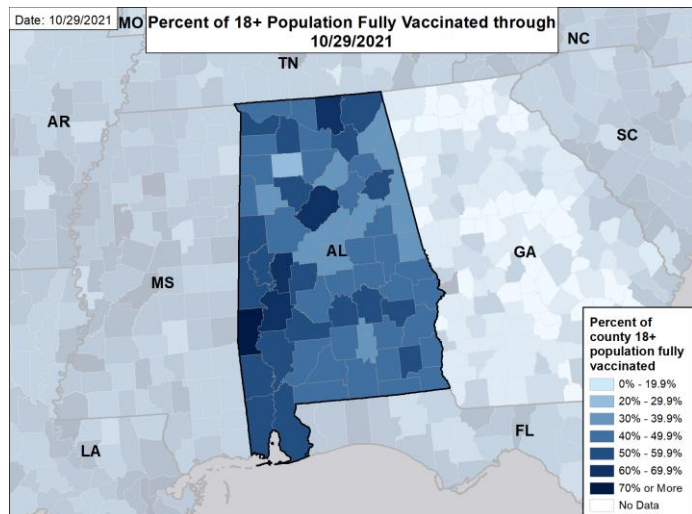 Date: 10/29/2021
MO
Percent of 18+ Population Fully Vaccinated through
10/29/2021
NC
TN
AR
SC
MS
AL
GA
LA
FL
Percent of
county 18+
population fully
vaccinated
0% - 19.9%
20% - 29.9%
30% - 39.9%
40% - 49.9%
50% - 59.9%
60% - 69.9%
70% or More
No Data